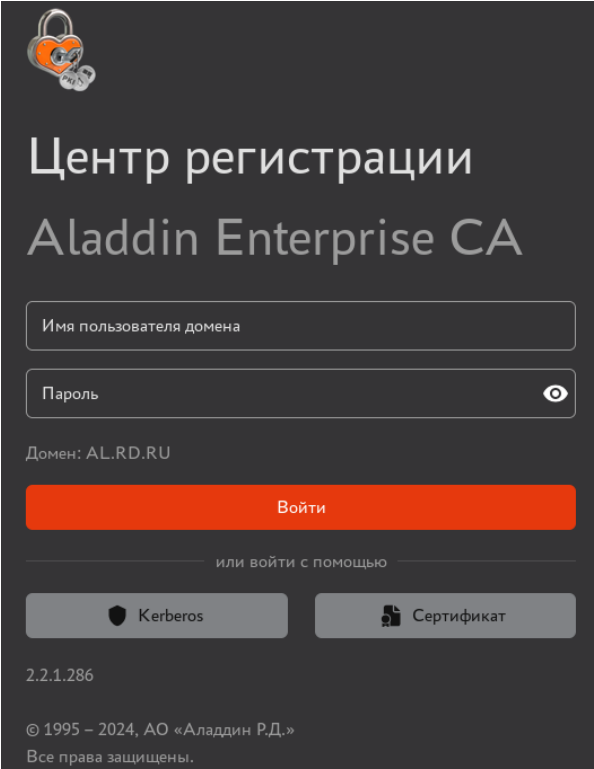 Центр регистрации
Aladdin Enterprise CA
Имя пользователя домена
Пароль
Домен: AL.RD.RU
Войти
или войти с помощью
Kerberos
Сертификат
2.2.1.286
© 1995 – 2024, АО «Аладдин Р.Д.»
Все права защищены.